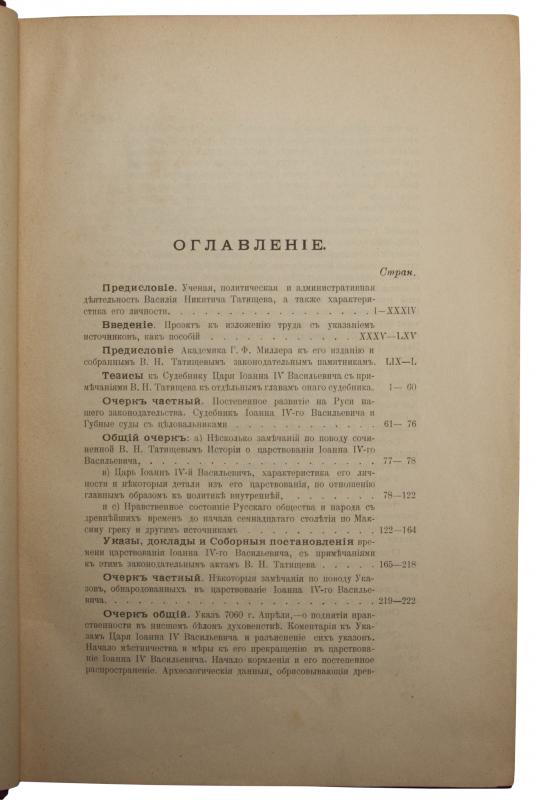 ОГЛАВЛЕНІЕ.
Стран.
Предисловіе. Ученая, политическая и административная
дѣятельность Василія Никитича Татищева, а также характери-
стика его личности. . . . . . . . . . . . . . I—XXXIV
Введеніе. Проэктъ къ изложенію труда съ указаніемъ
источниковъ, какъ пособій . . . . . . . . . XXXV—LXV
Предисловіе Академика Г. Ф. Миллера къ его изданію и
собраннымъ В. Н. Татищевымъ законодательнымъ памятникамъ. LIX—L
Тезисы къ Судебнику Царя Іоанна IV Васильевича съ при-
мѣчаніями В. Н. Татищева къ отдѣльнымъ главамъ онаго судебника. 1— 60
Очеркъ частный. Постепенное развитіе на Руси на-
шего законодательства. Судебникъ Іоанна IV-го Васильевича и
Губные суды съ цѣловальниками . . . . . . . . 61— 76
Общій очеркъ: а) Нѣсколько замѣчаній по поводу сочи-
ненной В. Н. Татищевымъ Исторіи о царствованіи Іоанна IV-го
Васильевича, . . . . . . . . . . . . . . 77— 78
в) Царь Іоаннъ IV-й Васильевичъ, характеристика его лич-
ности и нѣкоторыи детали изъ его царствованія, по отношенію
главнымъ образомъ къ политикѣ внутренней, . . . . . . 78—122
и с) Нравственное состояніе Русскаго общества и народа съ
древнѣйшихъ временъ до начала семнадцатаго столѣтія по Мак-
симу греку и другимъ источникамъ . . . . . . . . 122—164
Указы, доклады и Соборныя постановленія вре-
мени царствованія Іоанна IV-го Васильевича, съ примѣчаніями
къ этимъ законодательнымъ актамъ В. Н. Татищева . . . . . 165—218
Очеркъ частный. Нѣкоторыя замѣчанія по поводу Ука-
зовъ, обнародованныхъ въ царствованіе Іоанна IV-го Василье-
вича. . . . . . . . . . . . . . . . . 219—222
Очеркъ общій. Указъ 7060 г. Апрѣля,—о поднятіи нрав-
ственности въ нисшемъ бѣломъ духовенствѣ. Коментарія къ Ука-
замъ Царя Іоанна IV Васильевича и разъясненіе сихъ указовъ.
Начало мѣстничества и мѣры къ его прекращенію въ царствова-
ніе Іоанна IV Васильевича. Начало кормленія и его постепенное
распространеніе. Археологическія данныя, обрисовывающія древ-